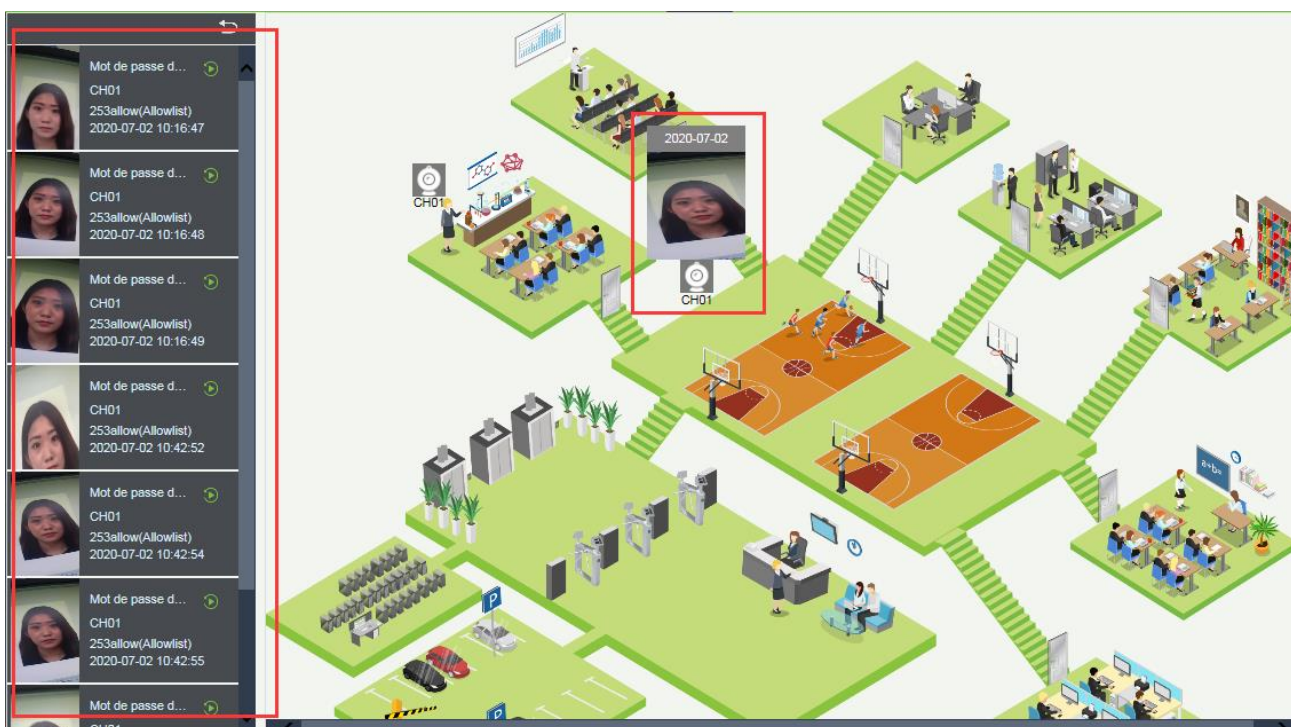 Mot de passe d...
CH01
253allow(Allowlist)
2020-07-02 10:16:47
Mot de passe d...
CH01
253allow(Allowlist)
2020-07-02 10:16:48
Mot de passe d...
CH01
253allow(Allowlist)
2020-07-02 10:16:49
Mot de passe d...
CH01
253allow(Allowlist)
2020-07-02 10:42:52
Mot de passe d...
CH01
253allow(Allowlist)
2020-07-02 10:42:54
Mot de passe d...
CH01
253allow(Allowlist)
2020-07-02 10:42:55
Mot de passe d...
CH01
2020-07-02
CH01
CH01
a+b=
P
P